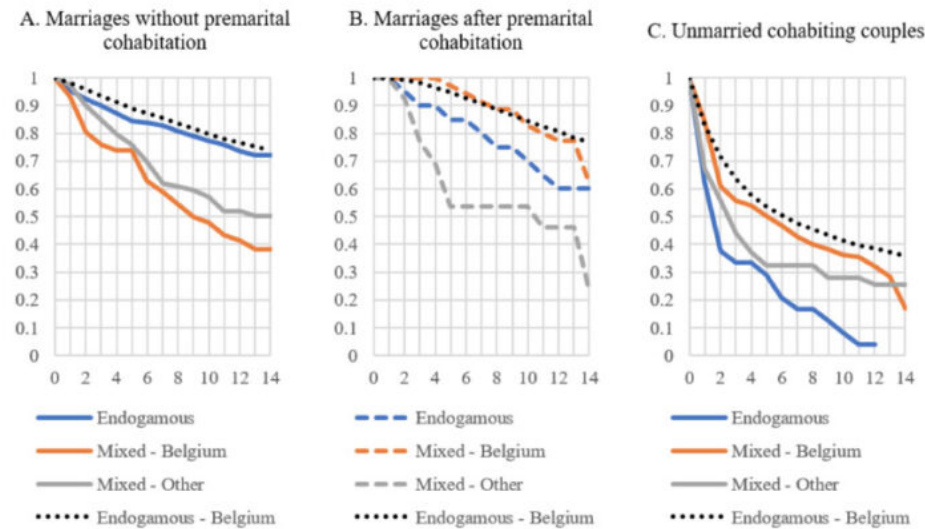 A. Marriages without premarital
cohabitation
1
0.9
0.8
0.7
0.6
0.5
0.4
0.3
0.2
0.1
0
0 2 4 6 8 10 12 14
Endogamous
Mixed - Belgium
Mixed - Other
Endogamous - Belgium
B. Marriages after premarital
cohabitation
1
0.9
0.8
0.7
0.6
0.5
0.4
0.3
0.2
0.1
0
0 2 4 6 8 10 12 14
Endogamous
Mixed - Belgium
Mixed - Other
Endogamous - Belgium
C. Unmarried cohabiting couples
1
0.9
0.8
0.7
0.6
0.5
0.4
0.3
0.2
0.1
0
0 2 4 6 8 10 12 14
Endogamous
Mixed - Belgium
Mixed - Other
Endogamous - Belgium